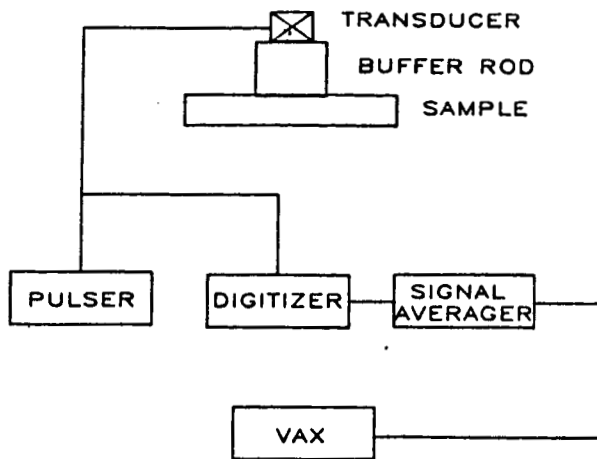 TRANSDUCER
BUFFER ROD
SAMPLE
PULSER
DIGITIZER
SIGNAL
AVERAGER
VAX